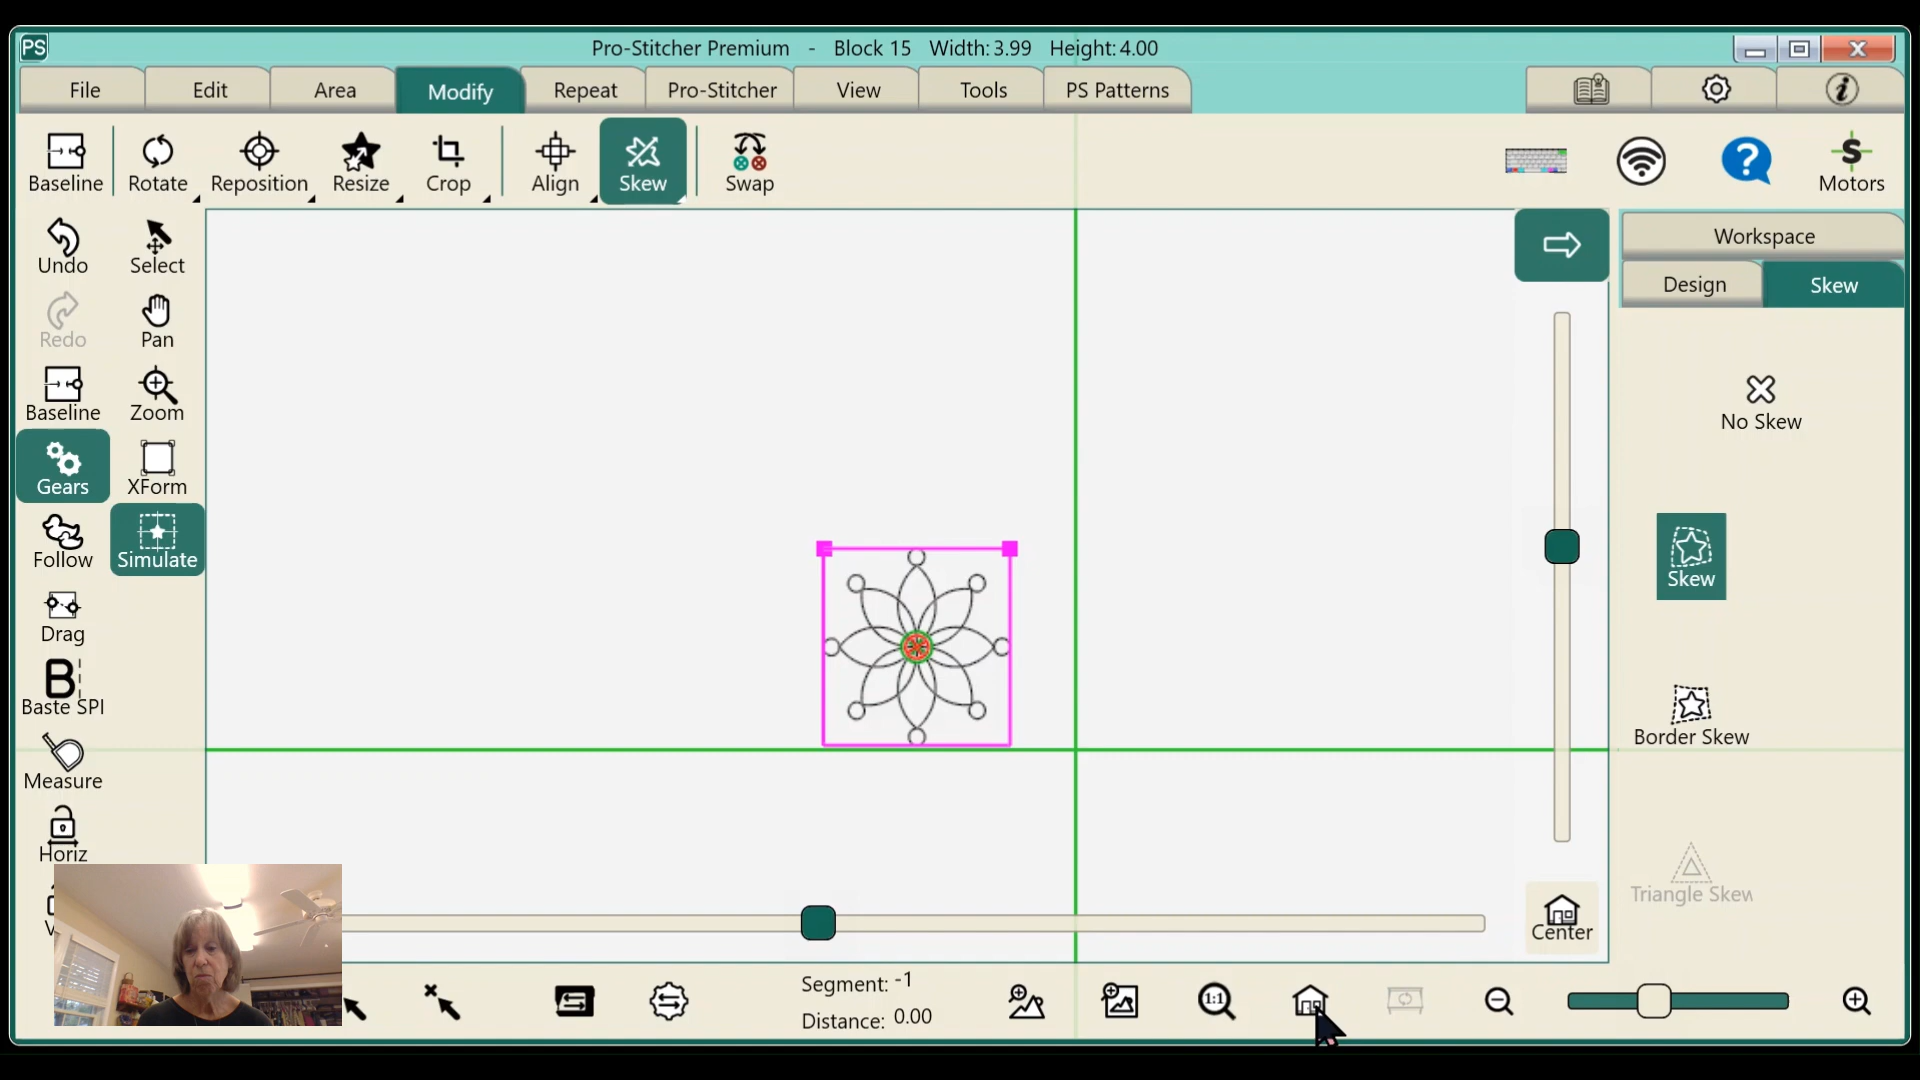 PS
Pro-Stitcher Premium - Block 15 Width: 3.99 Height: 4.00
File Edit Area Modify Repeat Pro-Stitcher View Tools PS Patterns
Baseline Rotate Reposition Resize Crop Align Skew Swap Motors
Undo Select
Redo Pan
Baseline Zoom
Gears XForm
Follow Simulate
Drag
B
Baste SPI
Measure
Horiz
Workspace
Design Skew
No Skew
Skew
Border Skew
Triangle Skew
Center
Segment: -1
Distance: 0.00
1:1